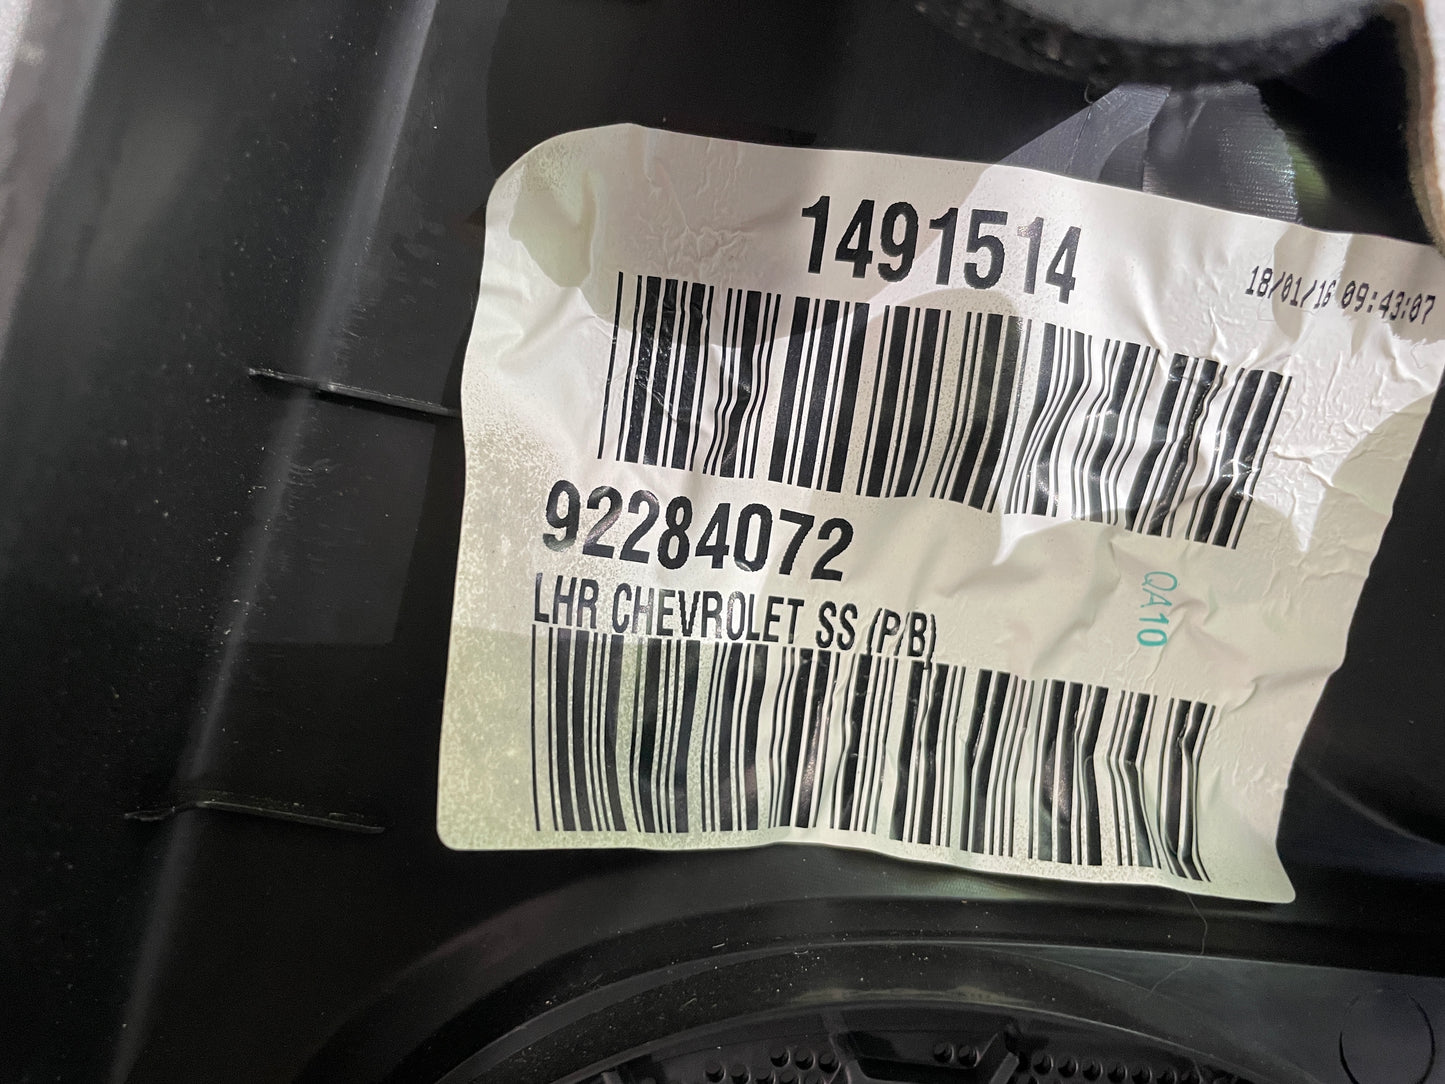 1491514
18/01/16 09:43:07
92284072
LHR CHEVROLET SS (P/B)
QA10